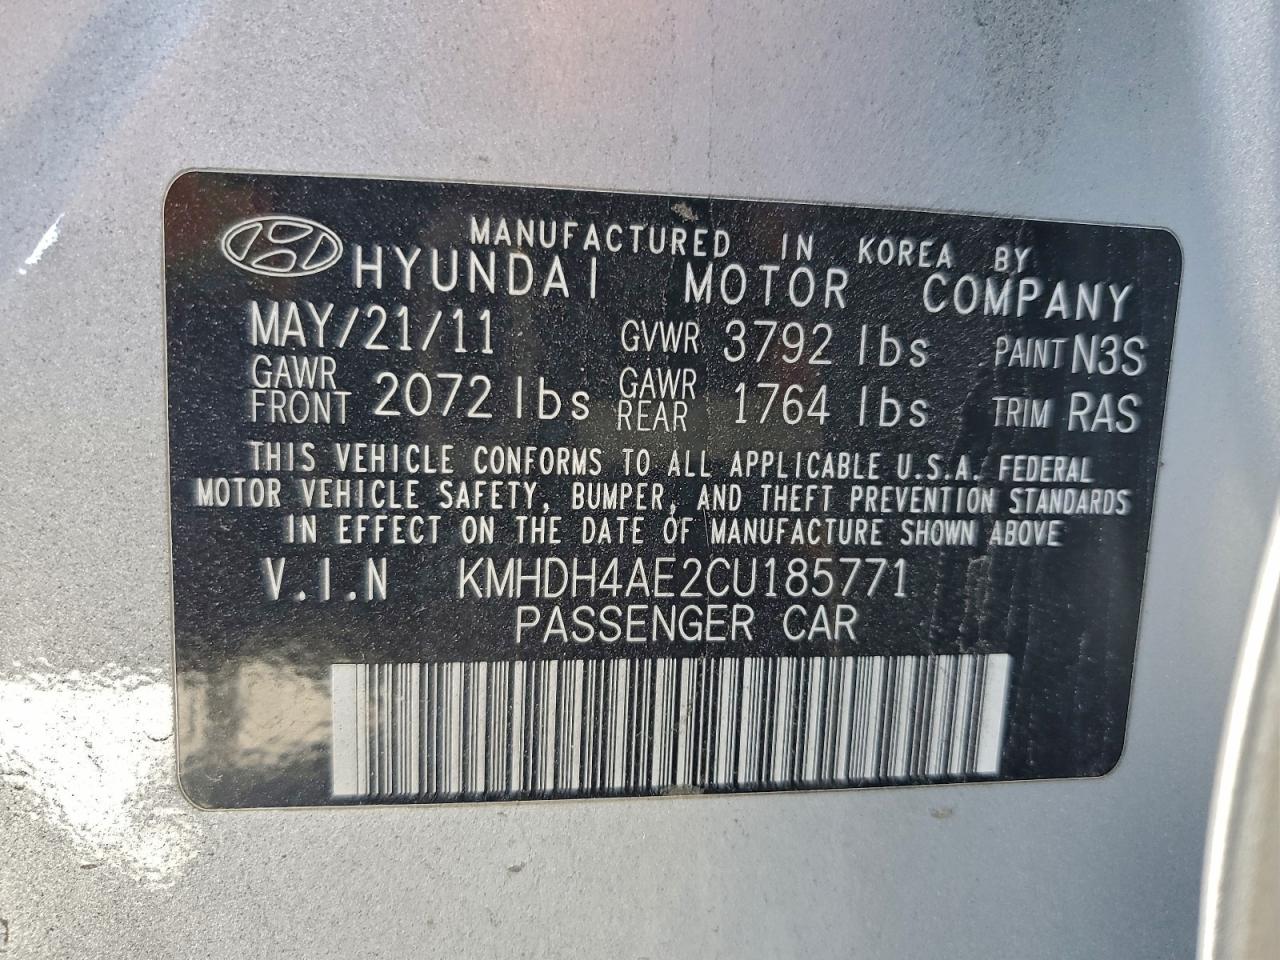 MANUFACTURED IN KOREA BY
HYUNDAI MOTOR COMPANY
MAY/21/11 GVWR 3792 lbs PAINT N3S
GAWR FRONT 2072 lbs GAWR REAR 1764 lbs TRIM RAS
THIS VEHICLE CONFORMS TO ALL APPLICABLE U.S.A. FEDERAL
MOTOR VEHICLE SAFETY, BUMPER, AND THEFT PREVENTION STANDARDS
IN EFFECT ON THE DATE OF MANUFACTURE SHOWN ABOVE
V.I.N KMHDH4AE2CU185771
PASSENGER CAR